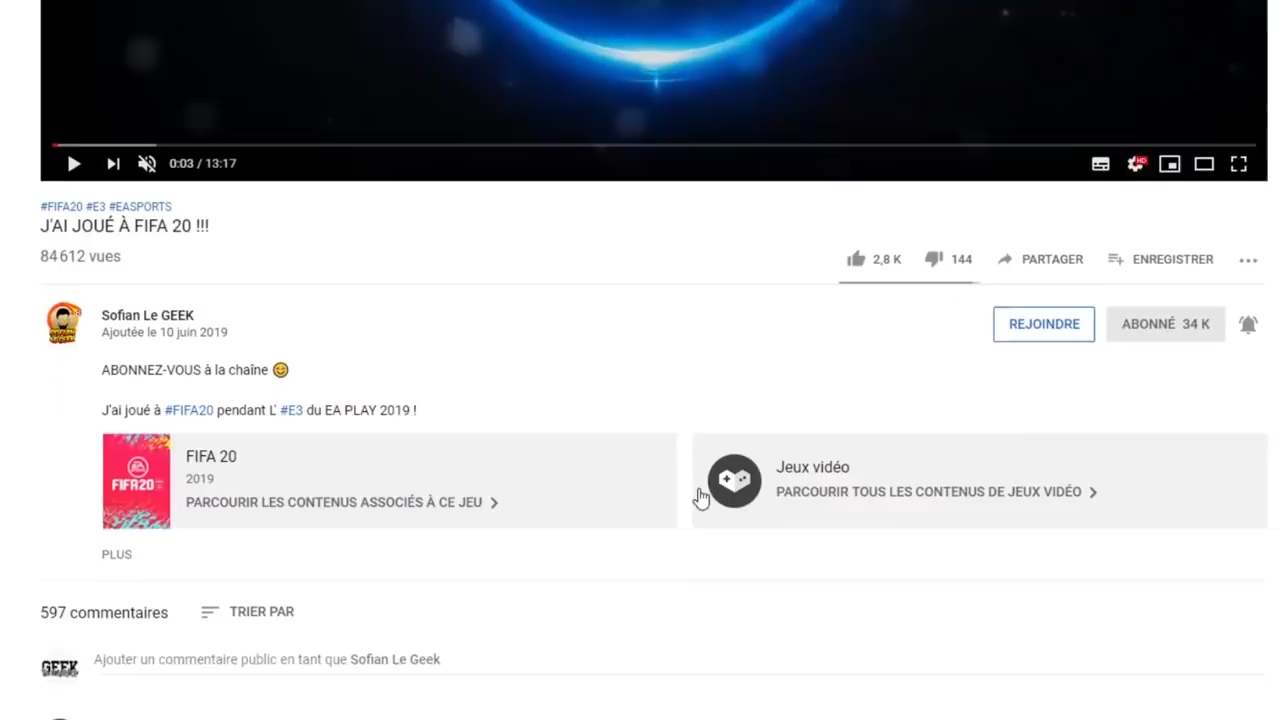 HD
0:03 / 13:17
#FIFA20 #E3 #EASPORTS
J'AI JOUÉ À FIFA 20 !!!
84 612 vues
2,8 K
144
PARTAGER
ENREGISTRER
Sofian Le GEEK
Ajoutée le 10 juin 2019
REJOINDRE
ABONNÉ 34 K
ABONNEZ-VOUS à la chaîne
J'ai joué à #FIFA20 pendant L' #E3 du EA PLAY 2019 !
FIFA20
FIFA 20
2019
PARCOURIR LES CONTENUS ASSOCIÉS À CE JEU
Jeux vidéo
PARCOURIR TOUS LES CONTENUS DE JEUX VIDÉO
PLUS
597 commentaires
TRIER PAR
GEEK
Ajouter un commentaire public en tant que Sofian Le Geek